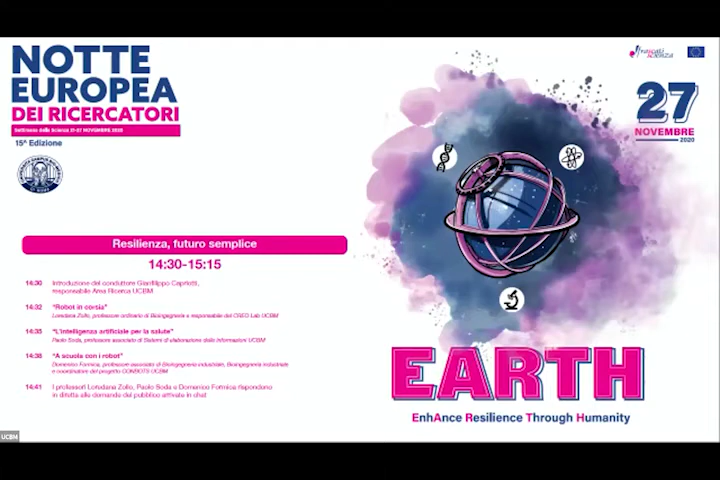 NOTTE
EUROPEA
DEI RICERCATORI
Settimana della Scienza 21-27 NOVEMBRE 2020
15ª Edizione
frascati
scienza
27
NOVEMBRE
2020
Resilienza, futuro semplice
14:30-15:15
14:30 Introduzione del conduttore Gianfilippo Capriotti,
responsabile Area Ricerca UCBM
14:32 "Robot in corsia"
Loredana Zollo, professore ordinario di Bioingegneria e responsabile del CREO Lab UCBM
14:35 "L'intelligenza artificiale per la salute"
Paolo Soda, professore associato di Sistemi di elaborazione delle informazioni UCBM
14:38 "A scuola con i robot"
Domenico Formica, professore associato di Bioingegneria industriale, Bioingegneria industriale
e coordinatore del progetto CONBOTS UCBM
14:41 I professori Loredana Zollo, Paolo Soda e Domenico Formica rispondono
in diretta alle domande del pubblico arrivate in chat
EARTH
EnhAnce Resilience Through Humanity
UCBM